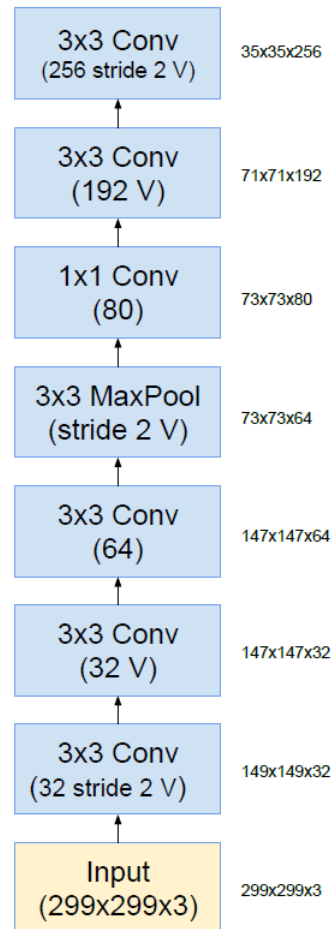 3x3 Conv
(256 stride 2 V)
35x35x256
3x3 Conv
(192 V)
71x71x192
1x1 Conv
(80)
73x73x80
3x3 MaxPool
(stride 2 V)
73x73x64
3x3 Conv
(64)
147x147x64
3x3 Conv
(32 V)
147x147x32
3x3 Conv
(32 stride 2 V)
149x149x32
Input
(299x299x3)
299x299x3